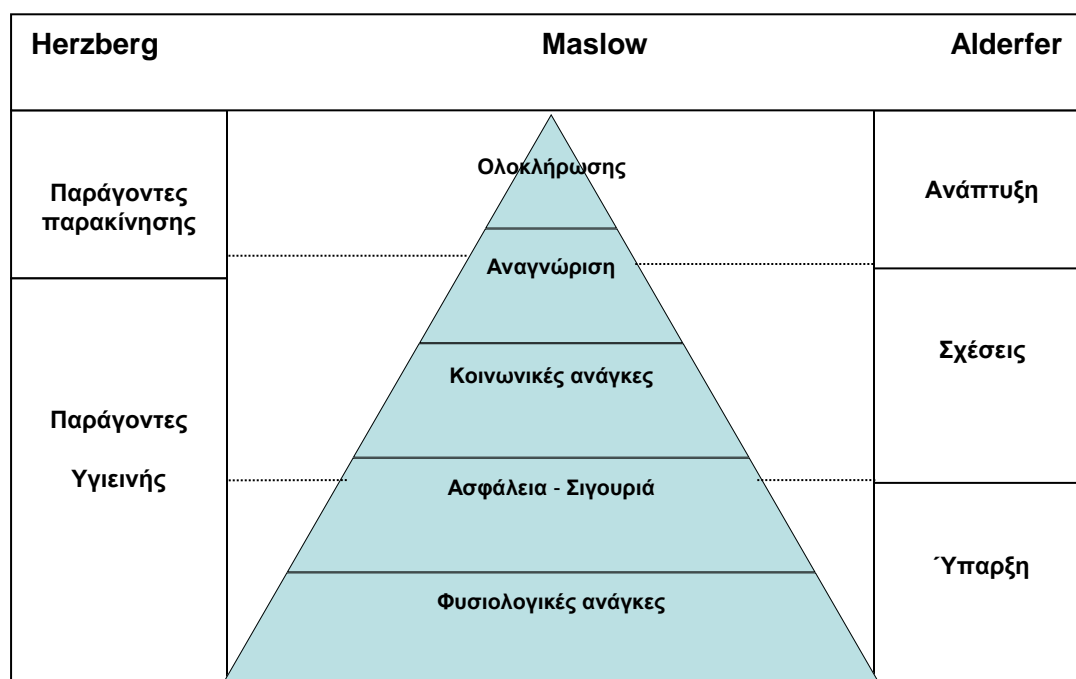 Herzberg
Maslow
Alderfer
Παράγοντες
παρακίνησης
Παράγοντες
Υγιεινής
Ολοκλήρωσης
Αναγνώριση
Κοινωνικές ανάγκες
Ασφάλεια - Σιγουριά
Φυσιολογικές ανάγκες
Ανάπτυξη
Σχέσεις
Ύπαρξη